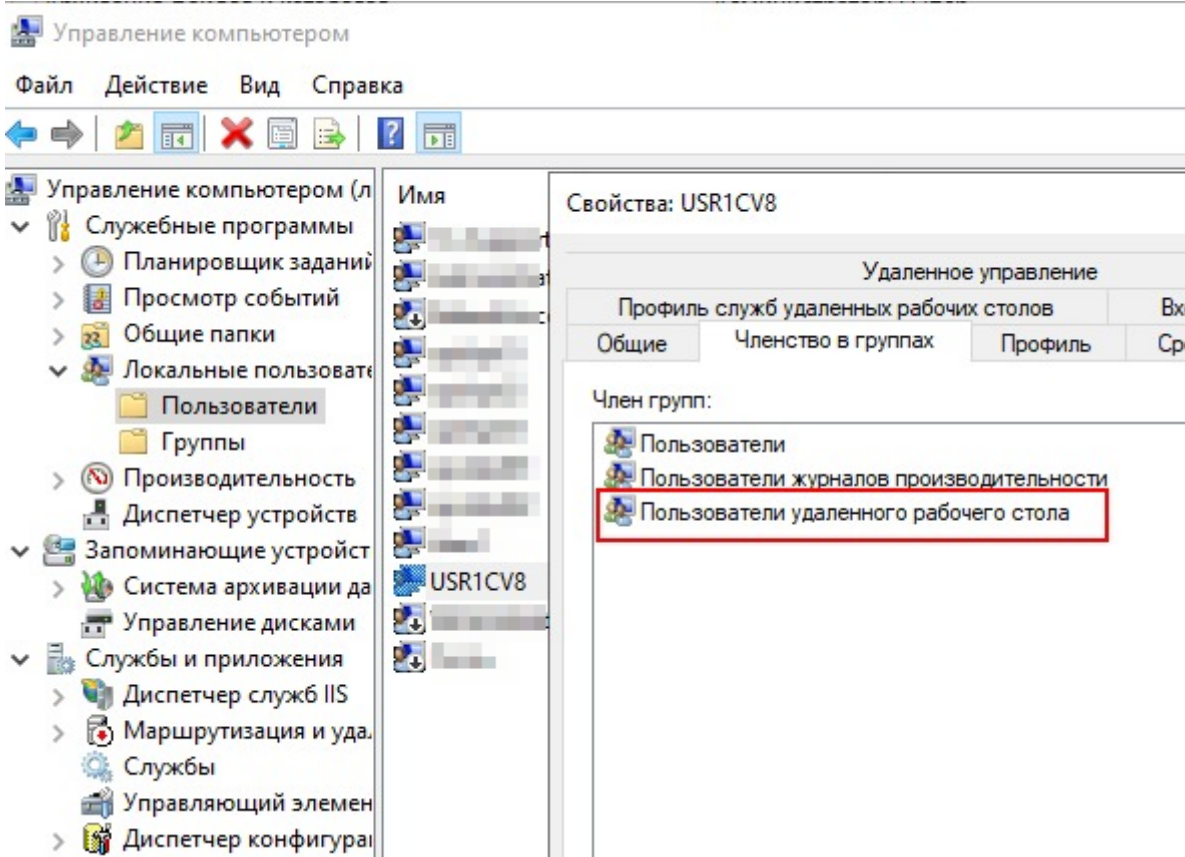 Управление компьютером
Файл Действие Вид Справка
Управление компьютером (л
Служебные программы
Планировщик заданий
Просмотр событий
Общие папки
Локальные пользовате
Пользователи
Группы
Производительность
Диспетчер устройств
Запоминающие устройст
Система архивации да
Управление дисками
Службы и приложения
Диспетчер служб IIS
Маршрутизация и уда
Службы
Управляющий элемен
Диспетчер конфигура
Имя
USR1CV8
Свойства: USR1CV8
Удаленное управление
Профиль служб удаленных рабочих столов
Общие Членство в группах Профиль
Член групп:
Пользователи
Пользователи журналов производительности
Пользователи удаленного рабочего стола